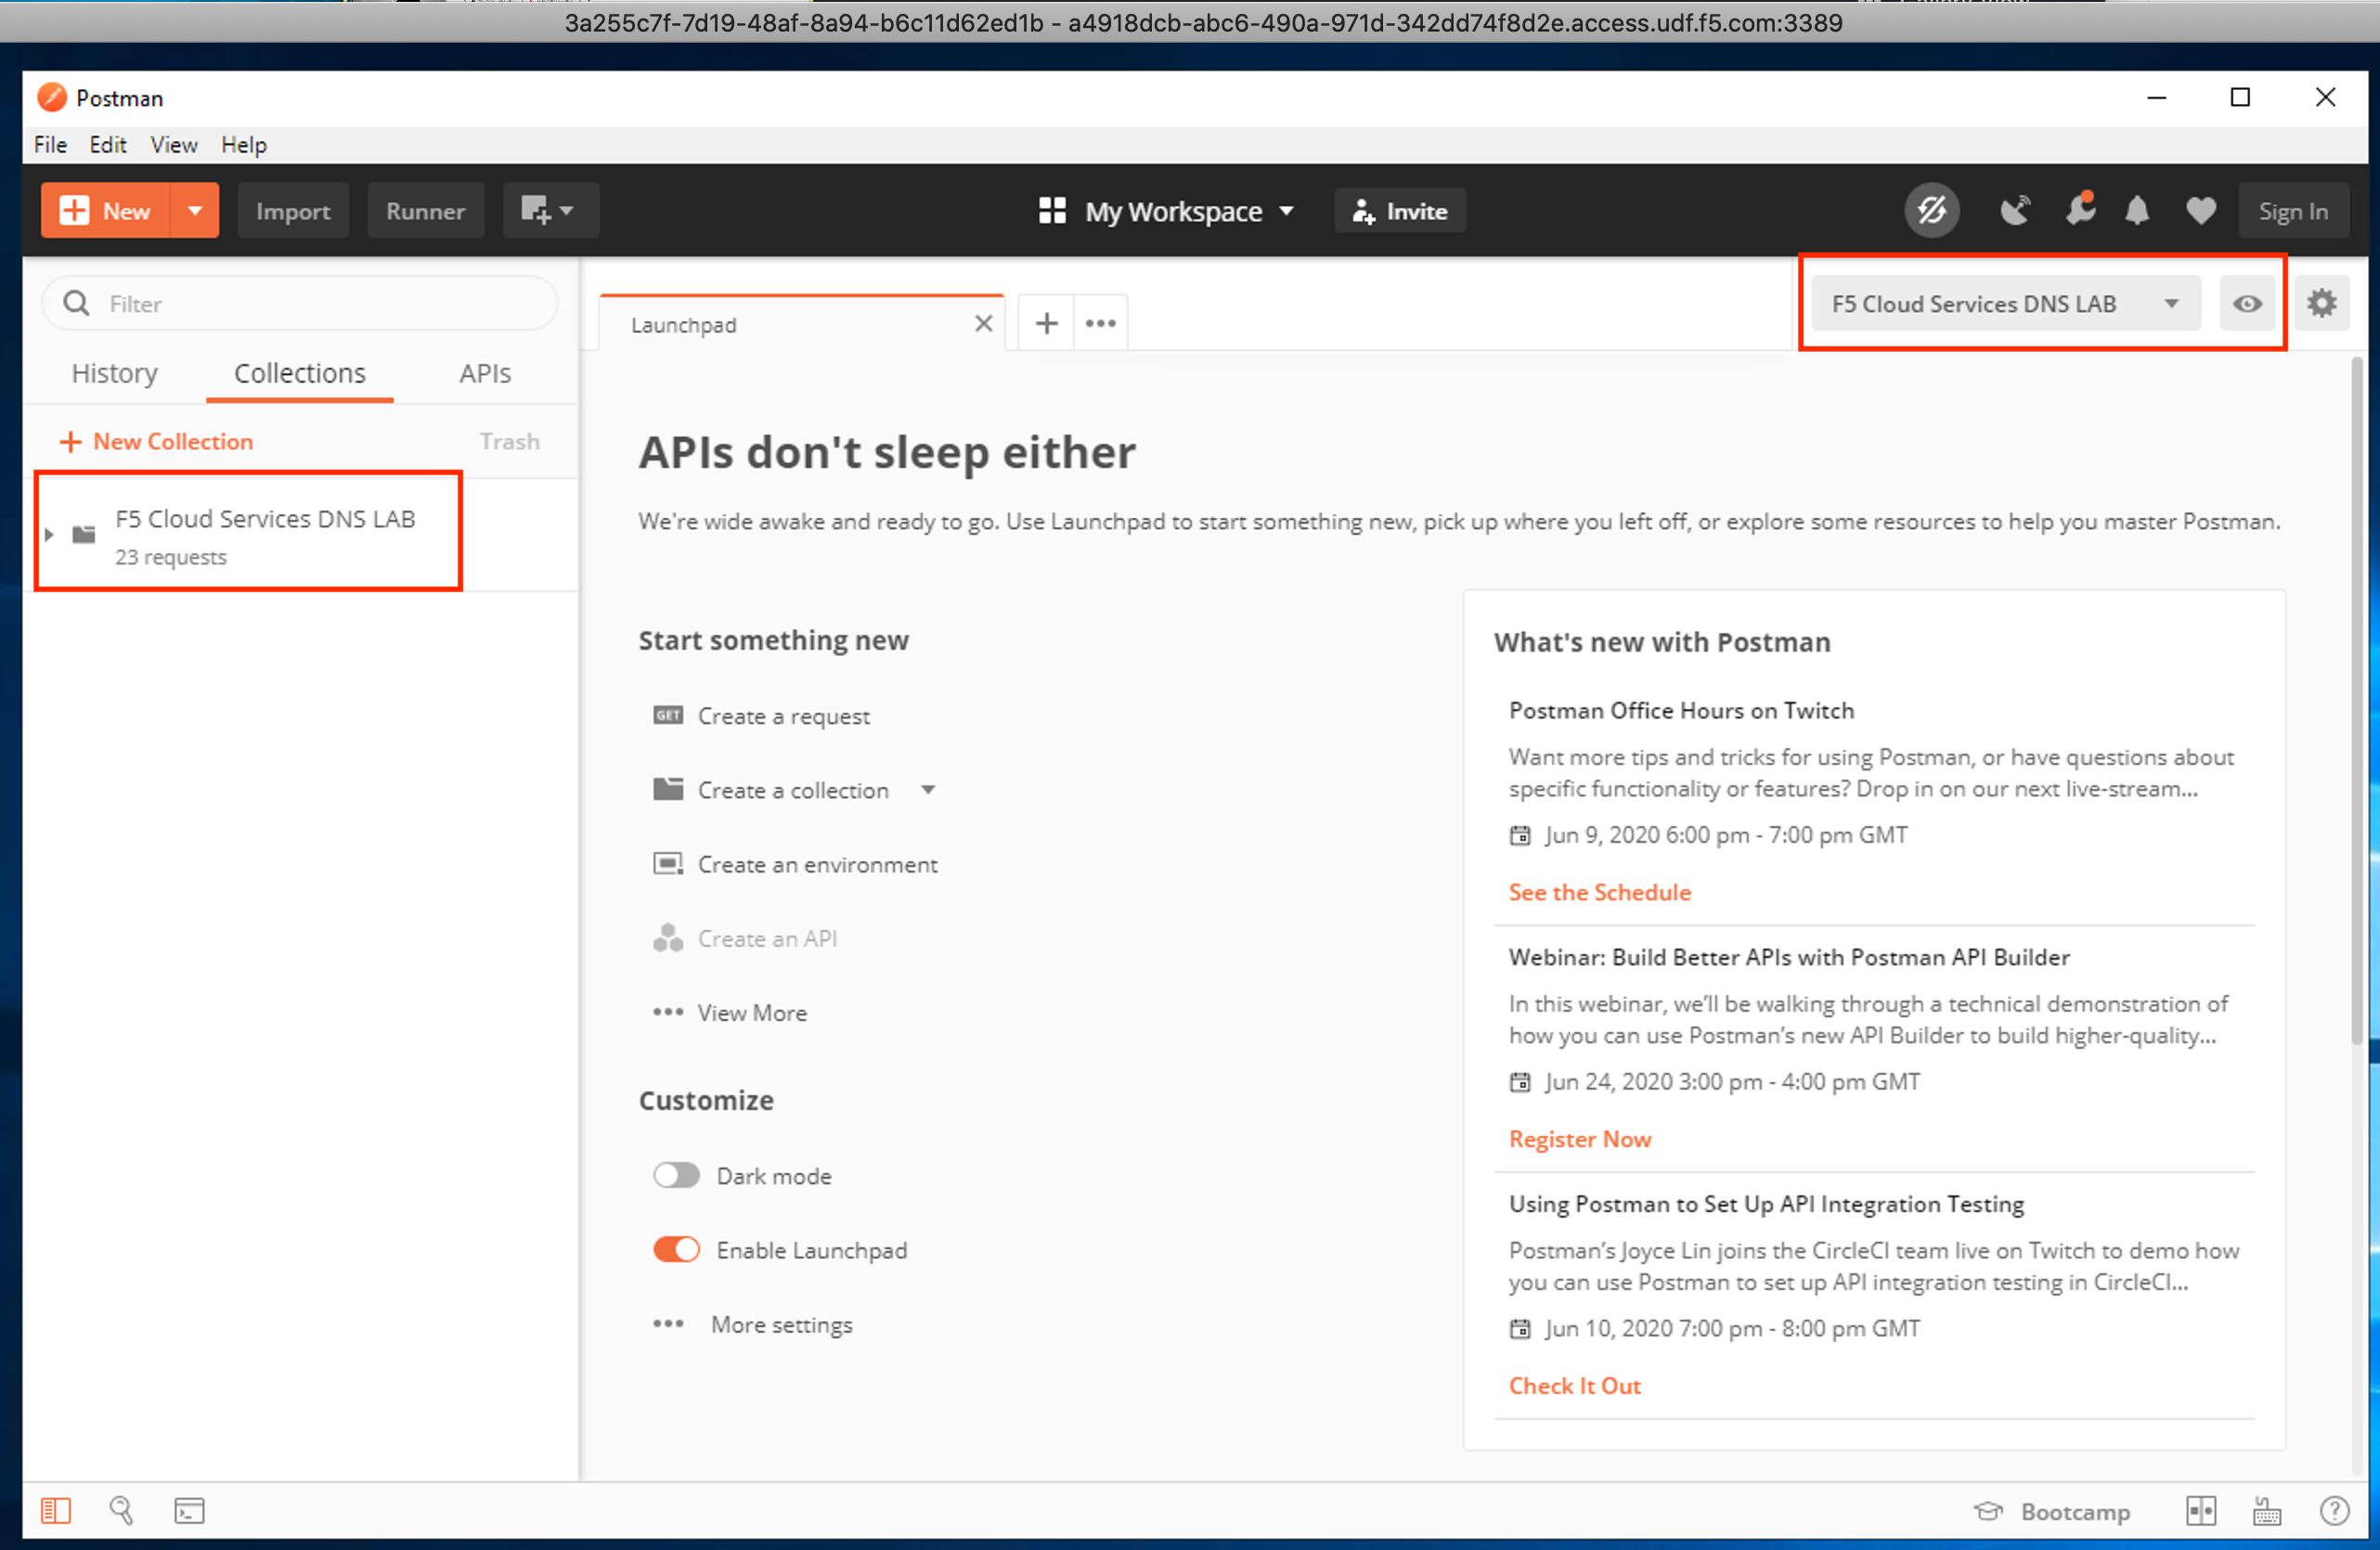 3a255c7f-7d19-48af-8a94-b6c11d62ed1b - a4918dcb-abc6-490a-971d-342dd74f8d2e.access.udf.f5.com:3389
Postman
File Edit View Help
New Import Runner My Workspace Invite Sign In
Filter
Launchpad
F5 Cloud Services DNS LAB
History Collections APIs
New Collection Trash
F5 Cloud Services DNS LAB
23 requests
APIs don't sleep either
We're wide awake and ready to go. Use Launchpad to start something new, pick up where you left off, or explore some resources to help you master Postman.
Start something new
GET Create a request
Create a collection
Create an environment
Create an API
View More
Customize
Dark mode
Enable Launchpad
More settings
What's new with Postman
Postman Office Hours on Twitch
Want more tips and tricks for using Postman, or have questions about
specific functionality or features? Drop in on our next live-stream...
Jun 9, 2020 6:00 pm - 7:00 pm GMT
See the Schedule
Webinar: Build Better APIs with Postman API Builder
In this webinar, we’ll be walking through a technical demonstration of
how you can use Postman’s new API Builder to build higher-quality...
Jun 24, 2020 3:00 pm - 4:00 pm GMT
Register Now
Using Postman to Set Up API Integration Testing
Postman’s Joyce Lin joins the CircleCI team live on Twitch to demo how
you can use Postman to set up API integration testing in CircleCI...
Jun 10, 2020 7:00 pm - 8:00 pm GMT
Check It Out
Bootcamp